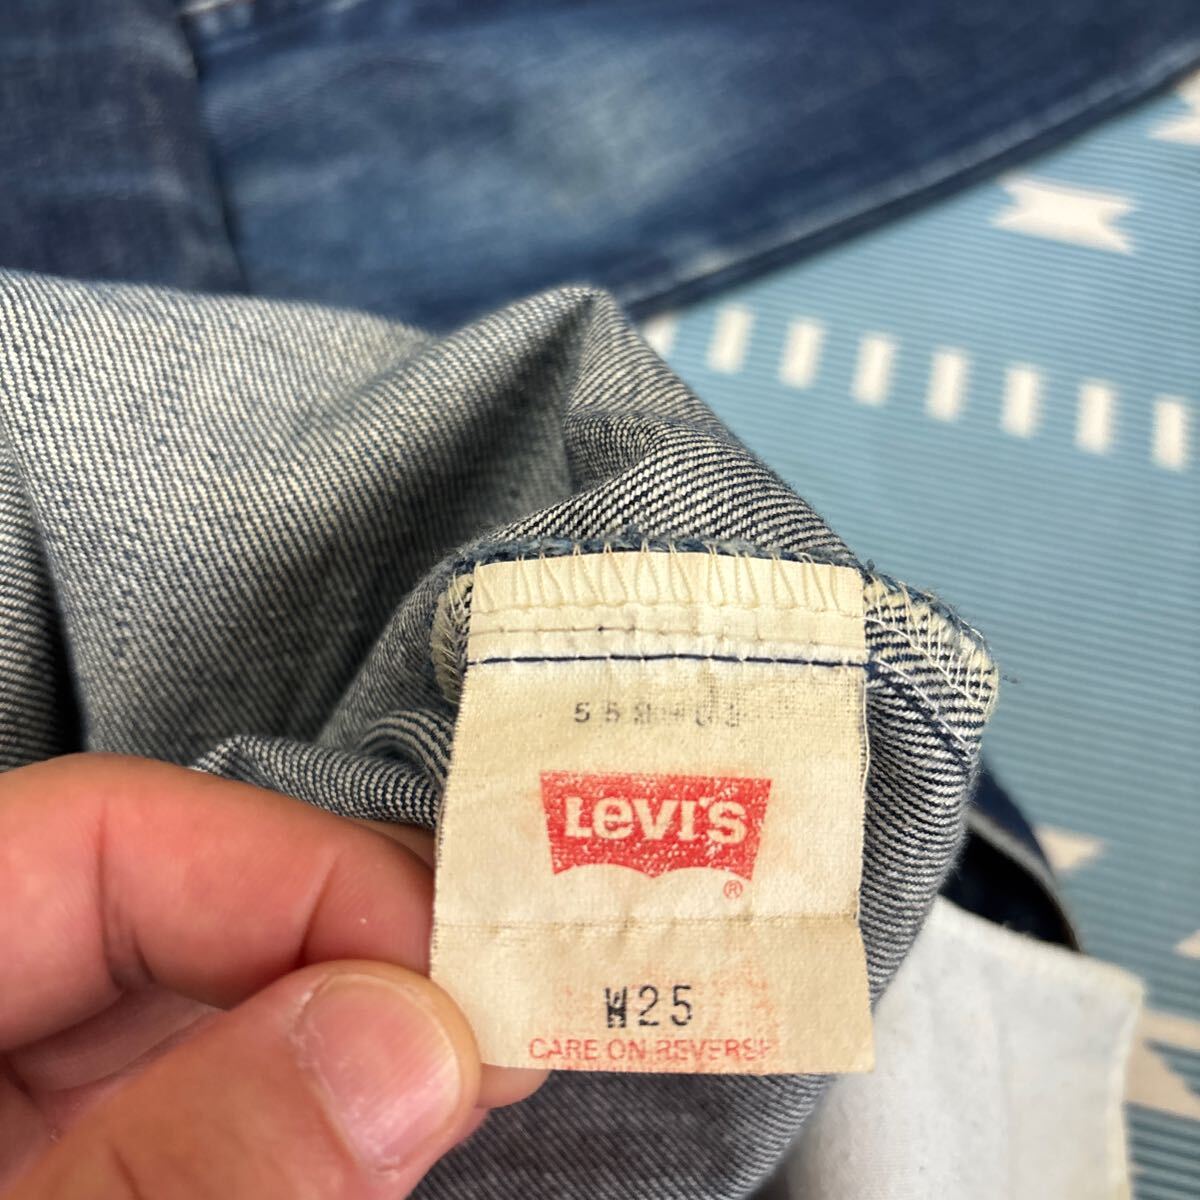 Levi's
®
W25
CARE ON REVERSE